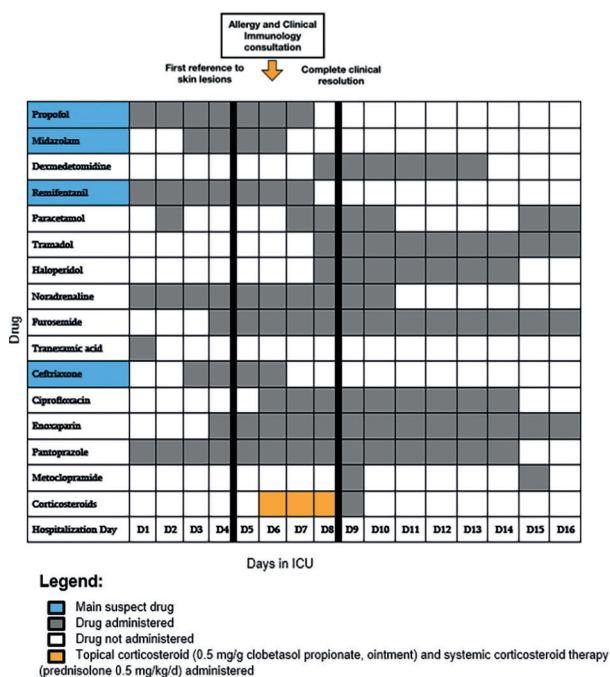 Allergy and Clinical
Immunology
consultation
First reference to
skin lesions
Complete clinical
resolution
Drug
Propofol
Midazolam
Dexmedetomidine
Remifentanil
Paracetamol
Tramadol
Haloperidol
Noradrenaline
Furosemide
Tranexamic acid
Ceftriaxone
Ciprofloxacin
Enoxaparin
Pantoprazole
Metoclopramide
Corticosteroids
Hospitalization Day D1 D2 D3 D4 D5 D6 D7 D8 D9 D10 D11 D12 D13 D14 D15 D16
Days in ICU
Legend:
Main suspect drug
Drug administered
Drug not administered
Topical corticosteroid (0.5 mg/g clobetasol propionate, ointment) and systemic corticosteroid therapy
(prednisolone 0.5 mg/kg/d) administered